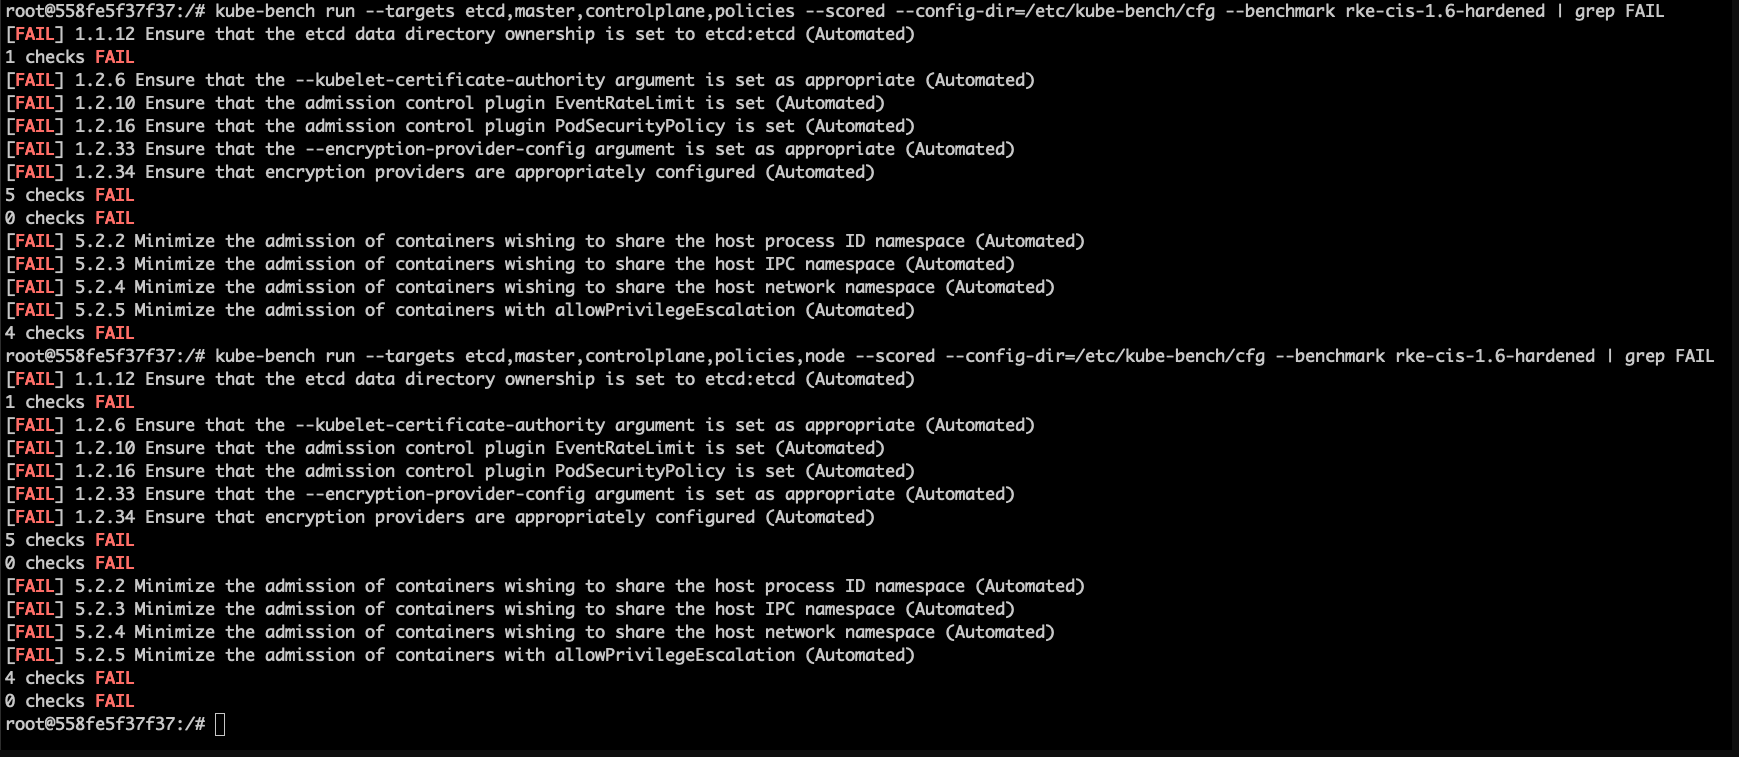 root@558fe5f37f37:/# kube-bench run --targets etcd,master,controlplane,policies --scored --config-dir=/etc/kube-bench/cfg --benchmark rke-cis-1.6-hardened | grep FAIL
[FAIL] 1.1.12 Ensure that the etcd data directory ownership is set to etcd:etcd (Automated)
1 checks FAIL
[FAIL] 1.2.6 Ensure that the --kubelet-certificate-authority argument is set as appropriate (Automated)
[FAIL] 1.2.10 Ensure that the admission control plugin EventRateLimit is set (Automated)
[FAIL] 1.2.16 Ensure that the admission control plugin PodSecurityPolicy is set (Automated)
[FAIL] 1.2.33 Ensure that the --encryption-provider-config argument is set as appropriate (Automated)
[FAIL] 1.2.34 Ensure that encryption providers are appropriately configured (Automated)
5 checks FAIL
0 checks FAIL
[FAIL] 5.2.2 Minimize the admission of containers wishing to share the host process ID namespace (Automated)
[FAIL] 5.2.3 Minimize the admission of containers wishing to share the host IPC namespace (Automated)
[FAIL] 5.2.4 Minimize the admission of containers wishing to share the host network namespace (Automated)
[FAIL] 5.2.5 Minimize the admission of containers with allowPrivilegeEscalation (Automated)
4 checks FAIL
root@558fe5f37f37:/# kube-bench run --targets etcd,master,controlplane,policies,node --scored --config-dir=/etc/kube-bench/cfg --benchmark rke-cis-1.6-hardened | grep FAIL
[FAIL] 1.1.12 Ensure that the etcd data directory ownership is set to etcd:etcd (Automated)
1 checks FAIL
[FAIL] 1.2.6 Ensure that the --kubelet-certificate-authority argument is set as appropriate (Automated)
[FAIL] 1.2.10 Ensure that the admission control plugin EventRateLimit is set (Automated)
[FAIL] 1.2.16 Ensure that the admission control plugin PodSecurityPolicy is set (Automated)
[FAIL] 1.2.33 Ensure that the --encryption-provider-config argument is set as appropriate (Automated)
[FAIL] 1.2.34 Ensure that encryption providers are appropriately configured (Automated)
5 checks FAIL
0 checks FAIL
[FAIL] 5.2.2 Minimize the admission of containers wishing to share the host process ID namespace (Automated)
[FAIL] 5.2.3 Minimize the admission of containers wishing to share the host IPC namespace (Automated)
[FAIL] 5.2.4 Minimize the admission of containers wishing to share the host network namespace (Automated)
[FAIL] 5.2.5 Minimize the admission of containers with allowPrivilegeEscalation (Automated)
4 checks FAIL
0 checks FAIL
root@558fe5f37f37:/#